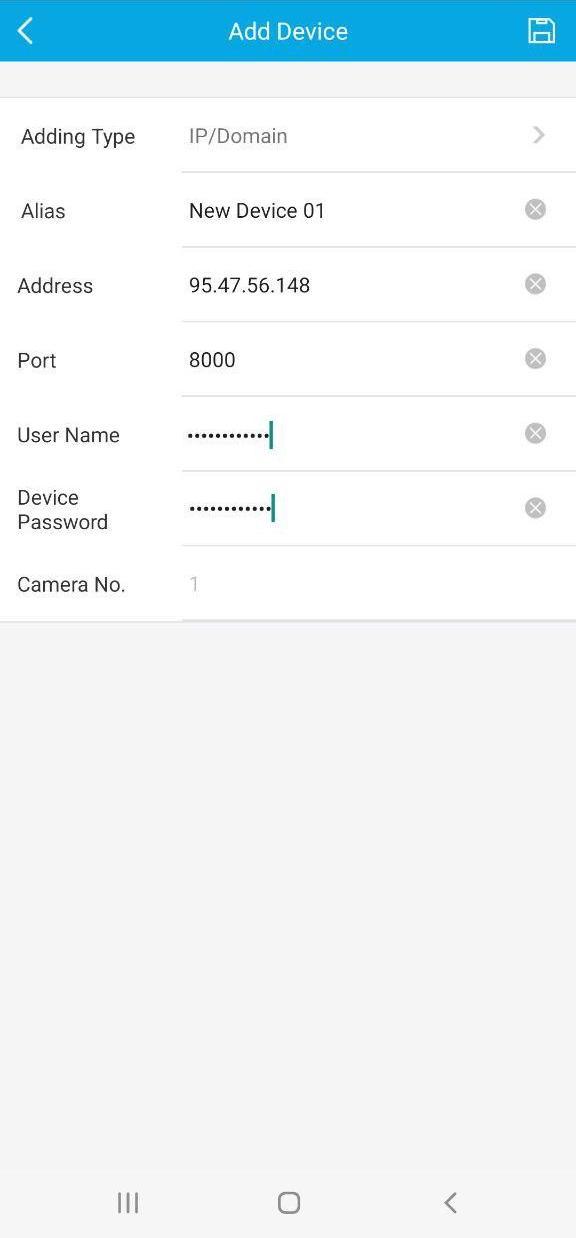 Add Device
Adding Type IP/Domain
Alias New Device 01
Address 95.47.56.148
Port 8000
User Name ••••••••••••
Device
Password ••••••••••••
Camera No. 1